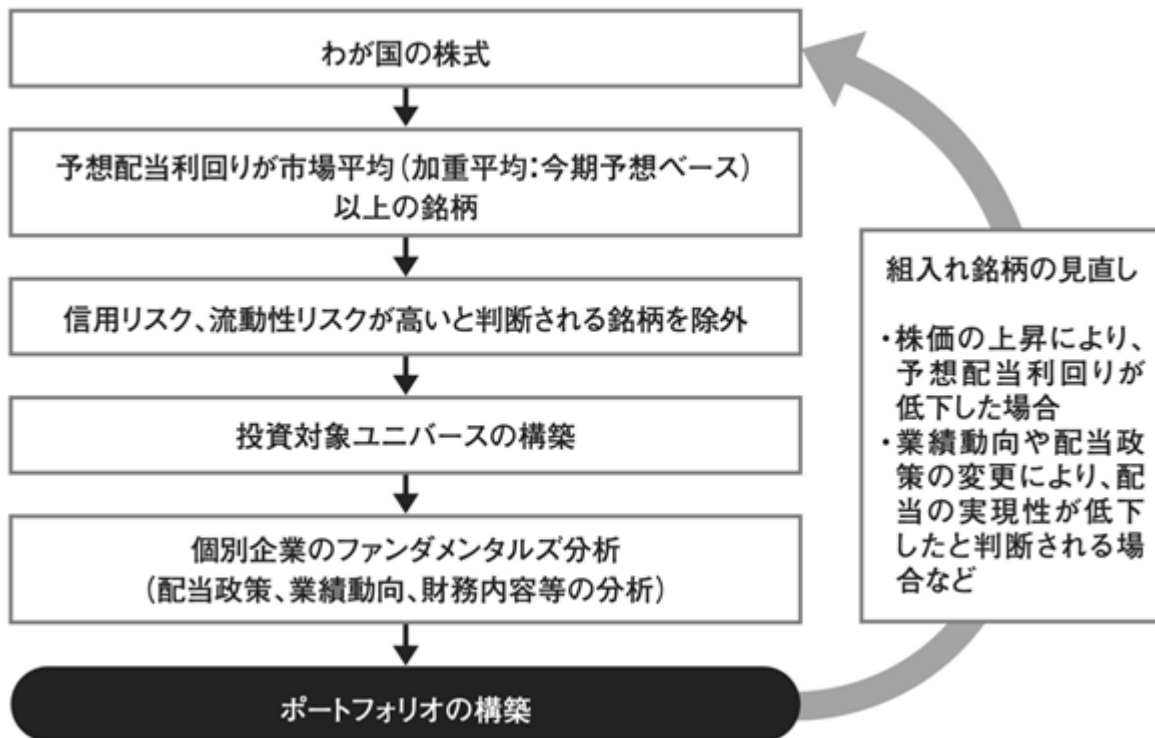 わが国の株式
予想配当利回りが市場平均(加重平均:今期予想ベース)
以上の銘柄
信用リスク、流動性リスクが高いと判断される銘柄を除外
投資対象ユニバースの構築
個別企業のファンダメンタルズ分析
(配当政策、業績動向、財務内容等の分析)
ポートフォリオの構築
組入れ銘柄の見直し
・株価の上昇により、
予想配当利回りが
低下した場合
・業績動向や配当政
策の変更により、配
当の実現性が低下
したと判断される場
合など